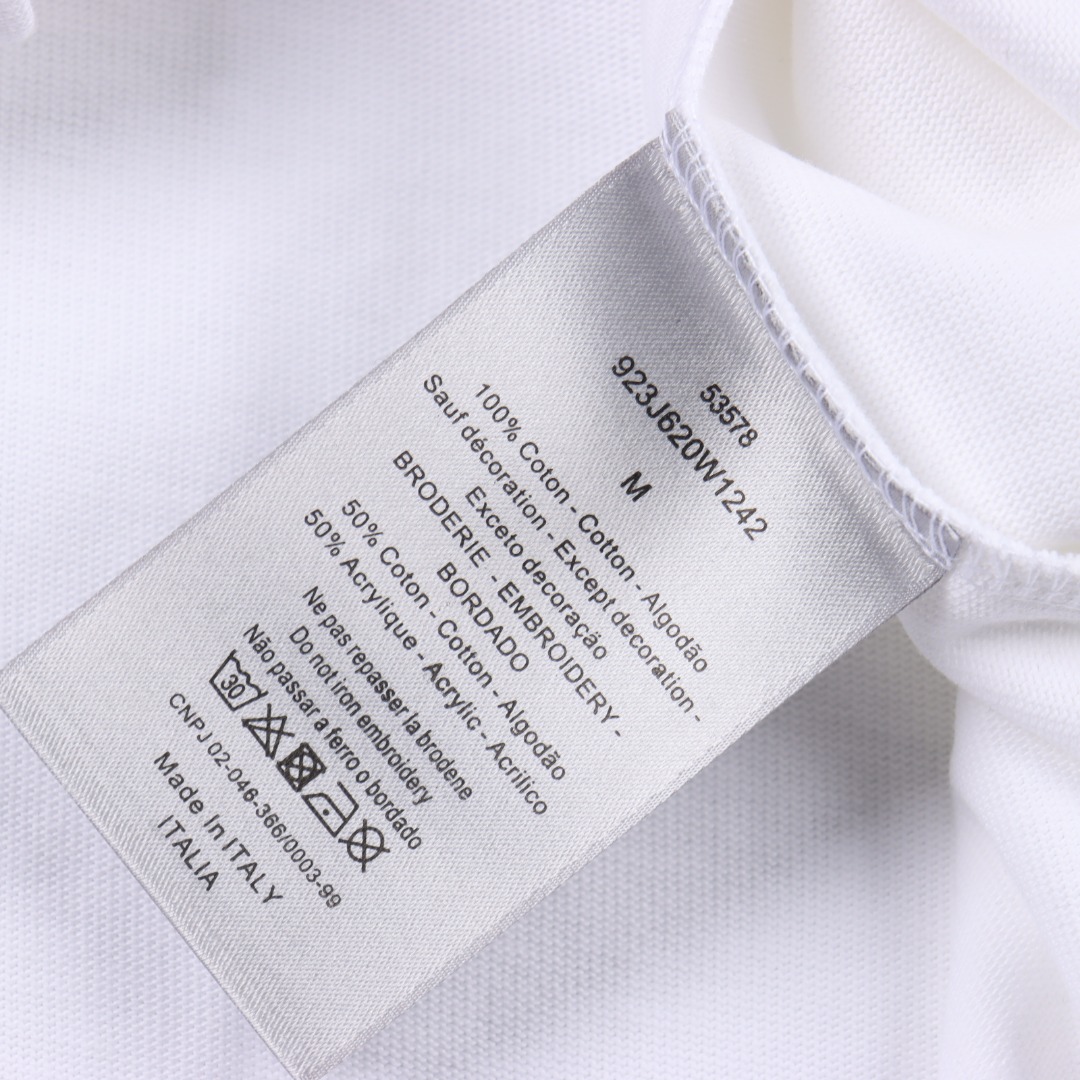 53578
923J620W1242
M
100% Coton - Cotton - Algodão
Sauf décoration - Except decoration -
Exceto decoração
BRODERIE - EMBROIDERY -
BORDADO
50% Coton - Cotton - Algodão
50% Acrylique - Acrylic - Acrilico
Ne pas repasser la brodene
Do not iron embroidery
Não passar a ferro o bordado
30
CNPJ 02-046-366/0003-99
Made In ITALY
ITALIA